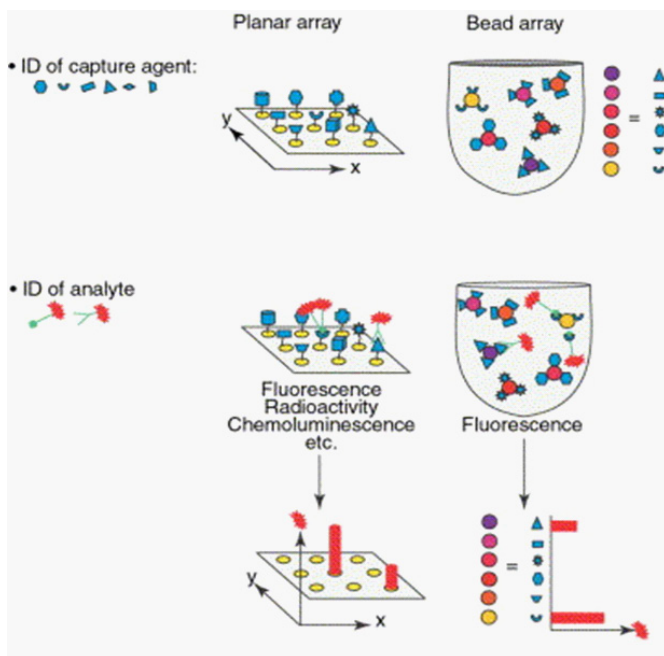 Planar array
Bead array
• ID of capture agent:
y
x
=
• ID of analyte
Fluorescence
Radioactivity
Chemoluminescence
etc.
Fluorescence
y
x
=